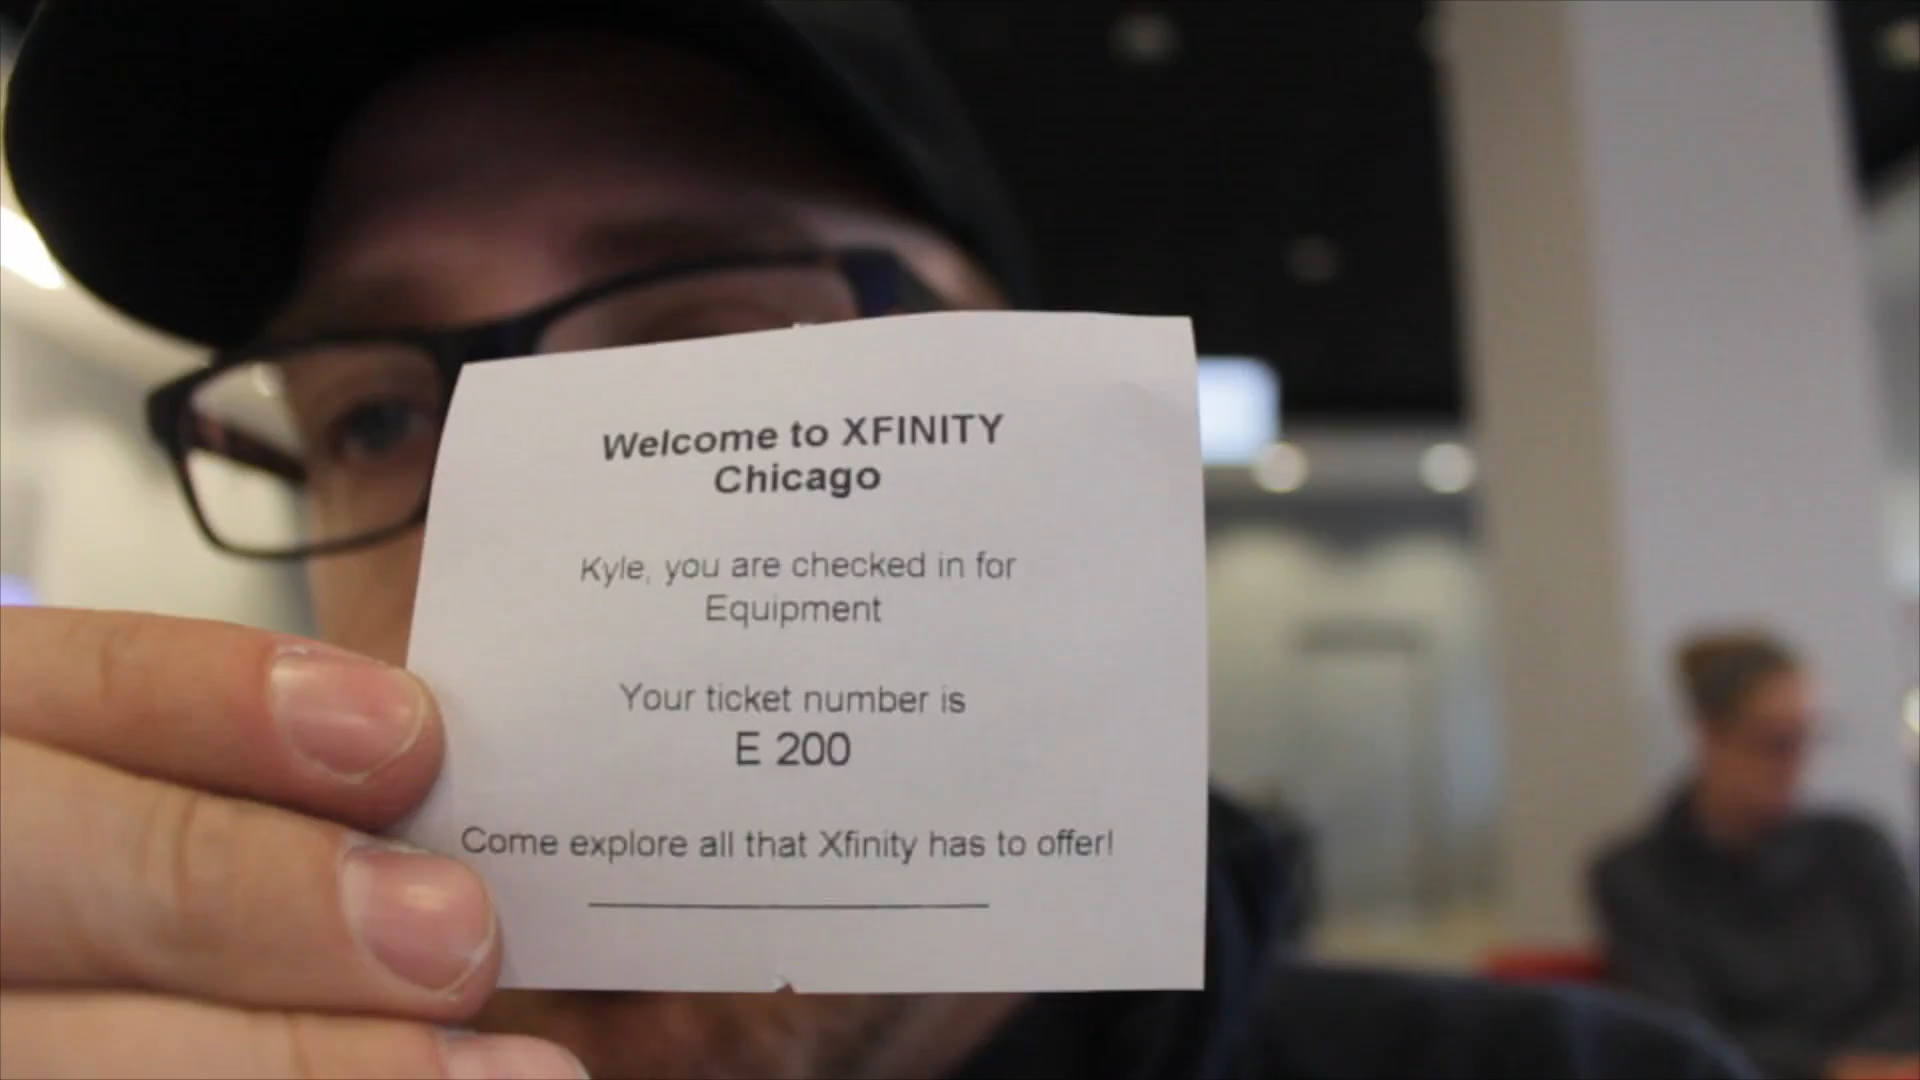 Welcome to XFINITY
Chicago
Kyle, you are checked in for
Equipment
Your ticket number is
E 200
Come explore all that Xfinity has to offer!